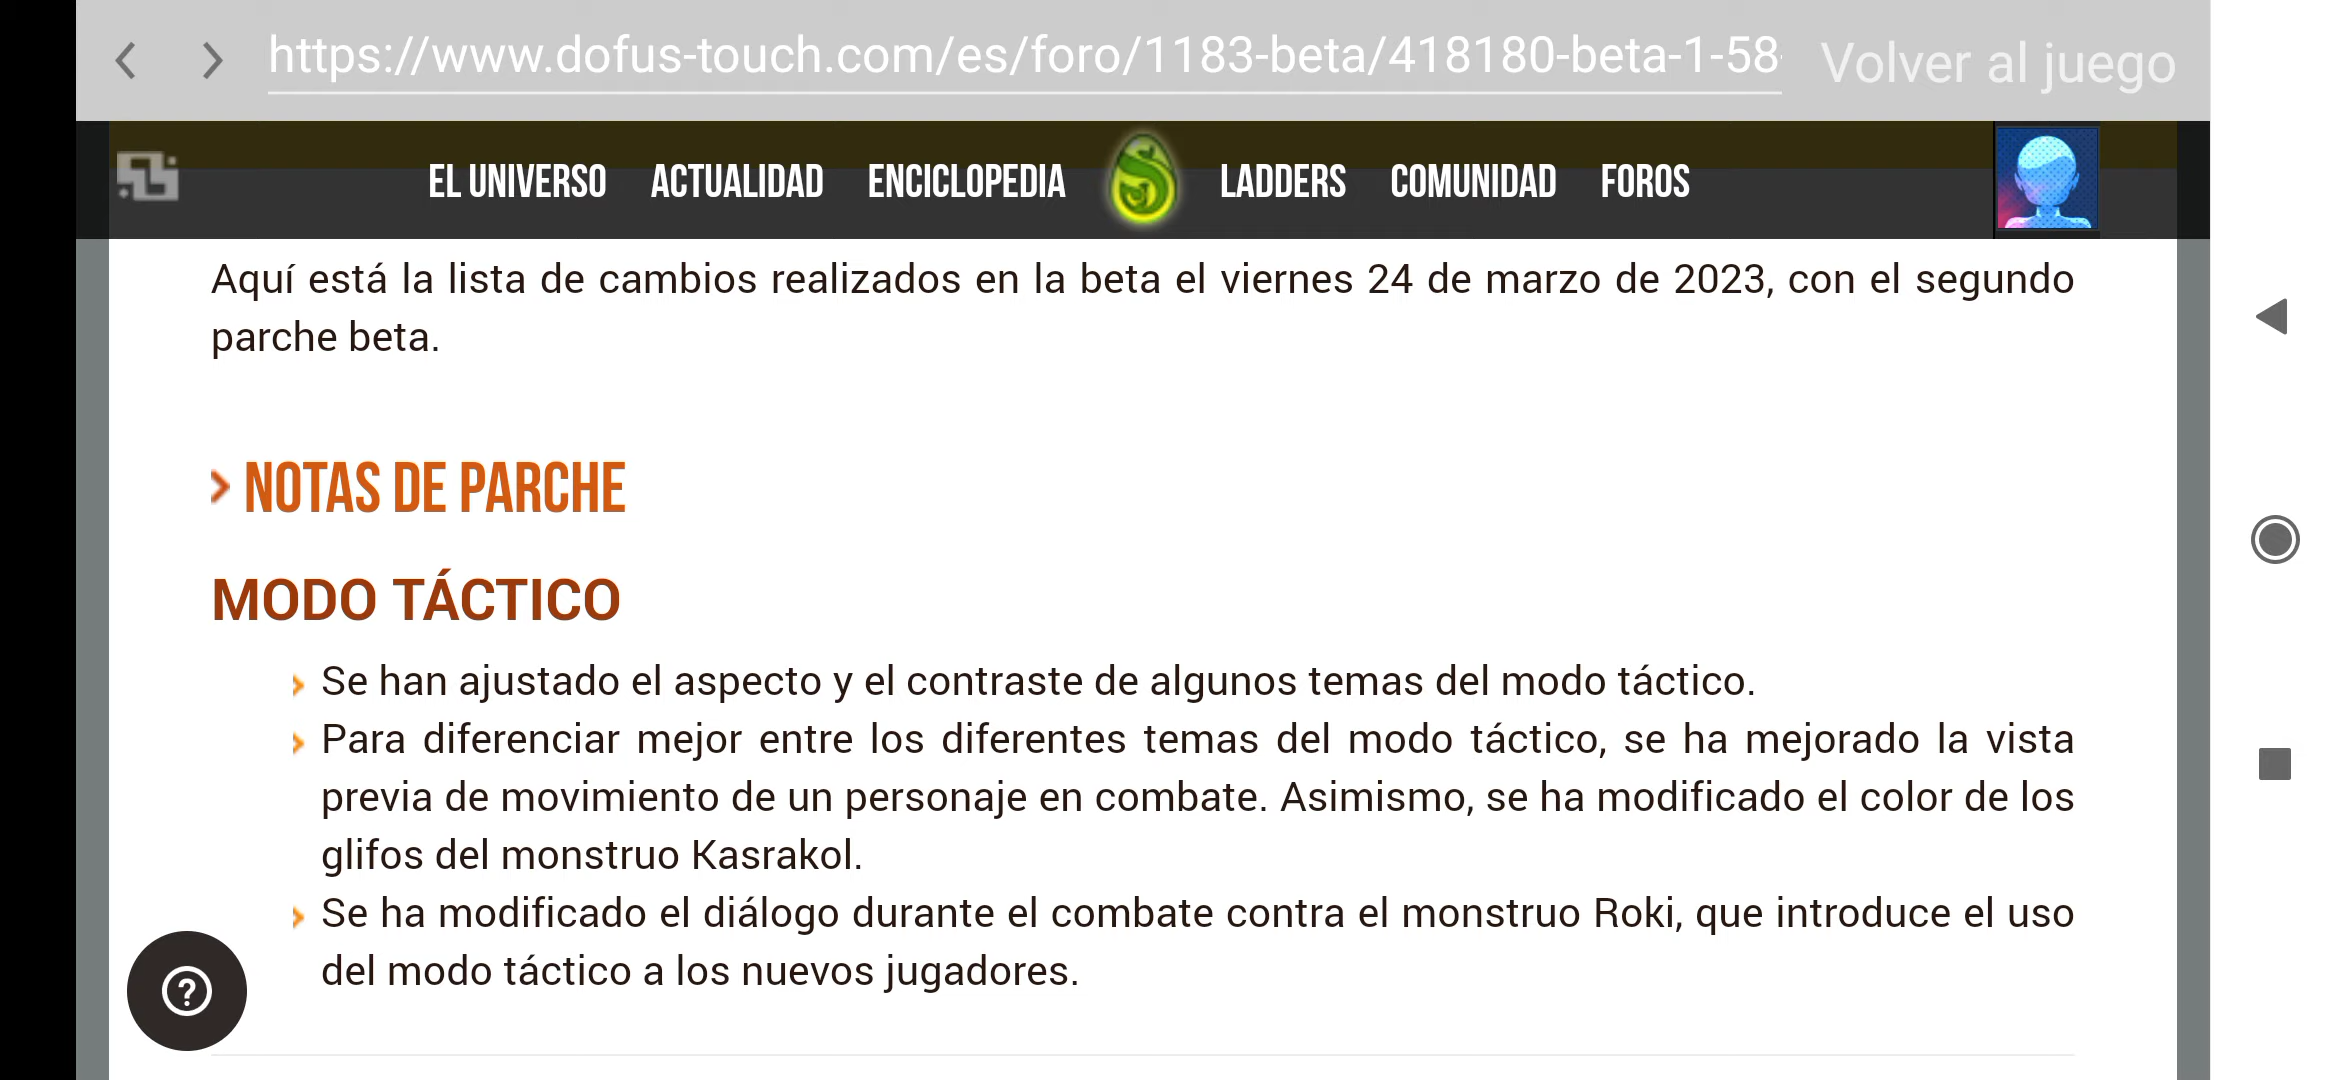 https://www.dofus-touch.com/es/foro/1183-beta/418180-beta-1-58
Volver al juego
EL UNIVERSO ACTUALIDAD ENCICLOPEDIA LADDERS COMUNIDAD FOROS
Aquí está la lista de cambios realizados en la beta el viernes 24 de marzo de 2023, con el segundo
parche beta.
NOTAS DE PARCHE
MODO TÁCTICO
Se han ajustado el aspecto y el contraste de algunos temas del modo táctico.
Para diferenciar mejor entre los diferentes temas del modo táctico, se ha mejorado la vista
previa de movimiento de un personaje en combate. Asimismo, se ha modificado el color de los
glifos del monstruo Kasrakol.
Se ha modificado el diálogo durante el combate contra el monstruo Roki, que introduce el uso
del modo táctico a los nuevos jugadores.